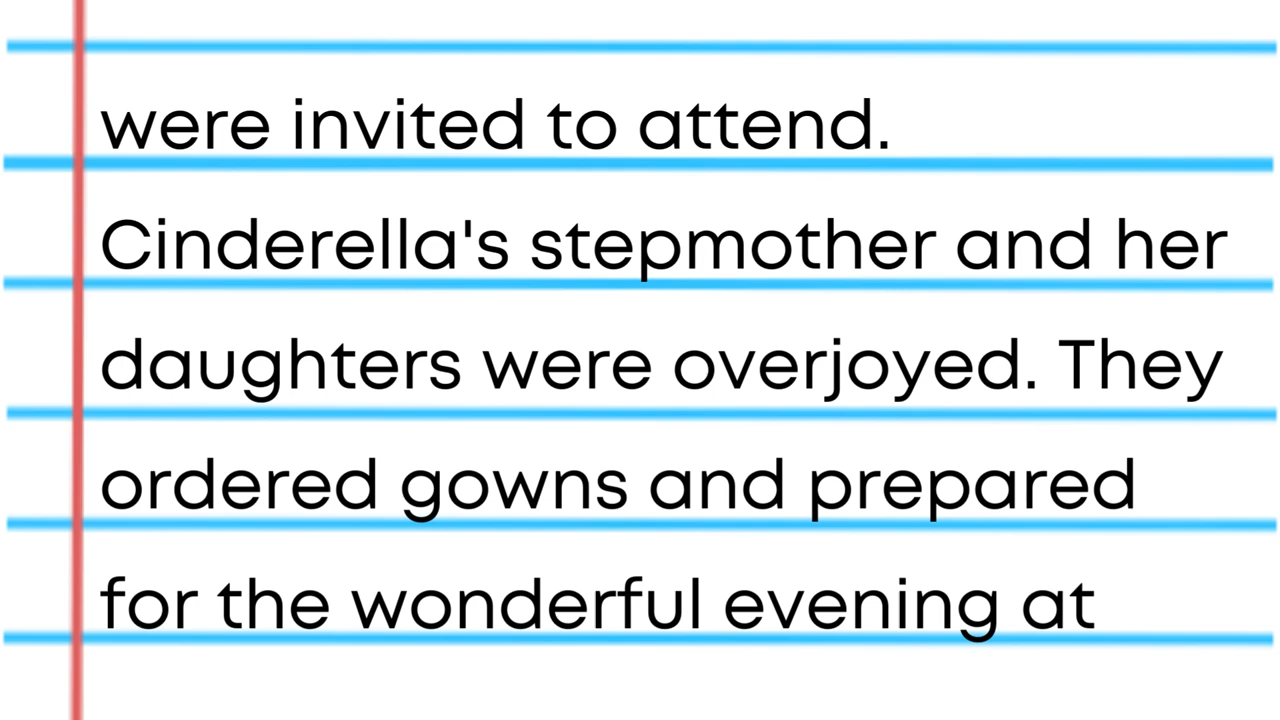 were invited to attend.
Cinderella's stepmother and her
daughters were overjoyed. They
ordered gowns and prepared
for the wonderful evening at